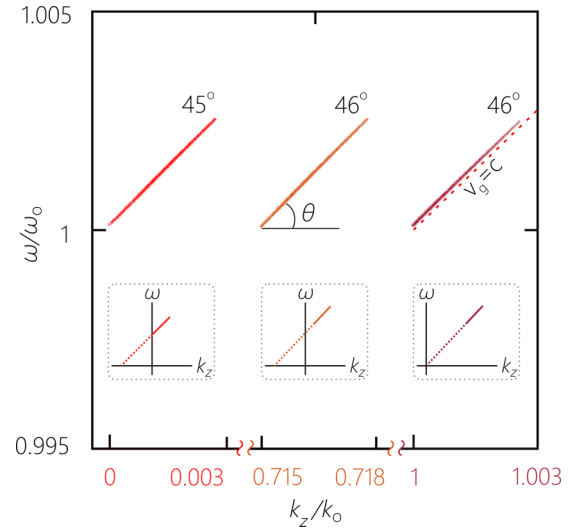 1.005
45°
46°
46°
v_g=c
θ
ω/ω_o
1
ω
ω
ω
k_z
k_z
k_z
0.995
0
0.003
0.715
0.718
1
1.003
k_z/k_o